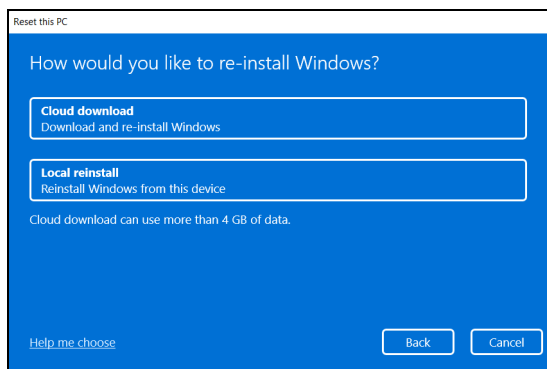 Reset this PC
How would you like to re-install Windows?
Cloud download
Download and re-install Windows
Local reinstall
Reinstall Windows from this device
Cloud download can use more than 4 GB of data.
Help me choose
Back
Cancel